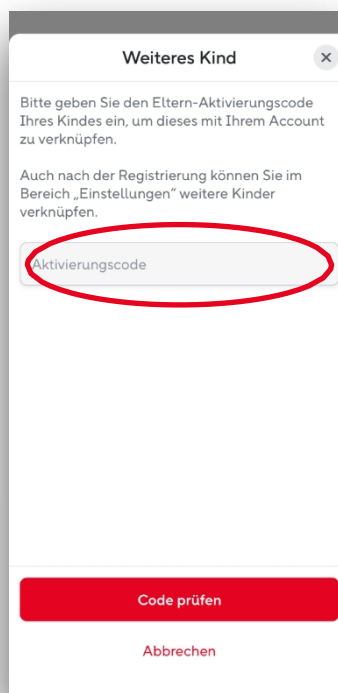 Weiteres Kind
Bitte geben Sie den Eltern-Aktivierungscode
Ihres Kindes ein, um dieses mit Ihrem Account
zu verknüpfen.
Auch nach der Registrierung können Sie im
Bereich „Einstellungen“ weitere Kinder
verknüpfen.
Aktivierungscode
Code prüfen
Abbrechen